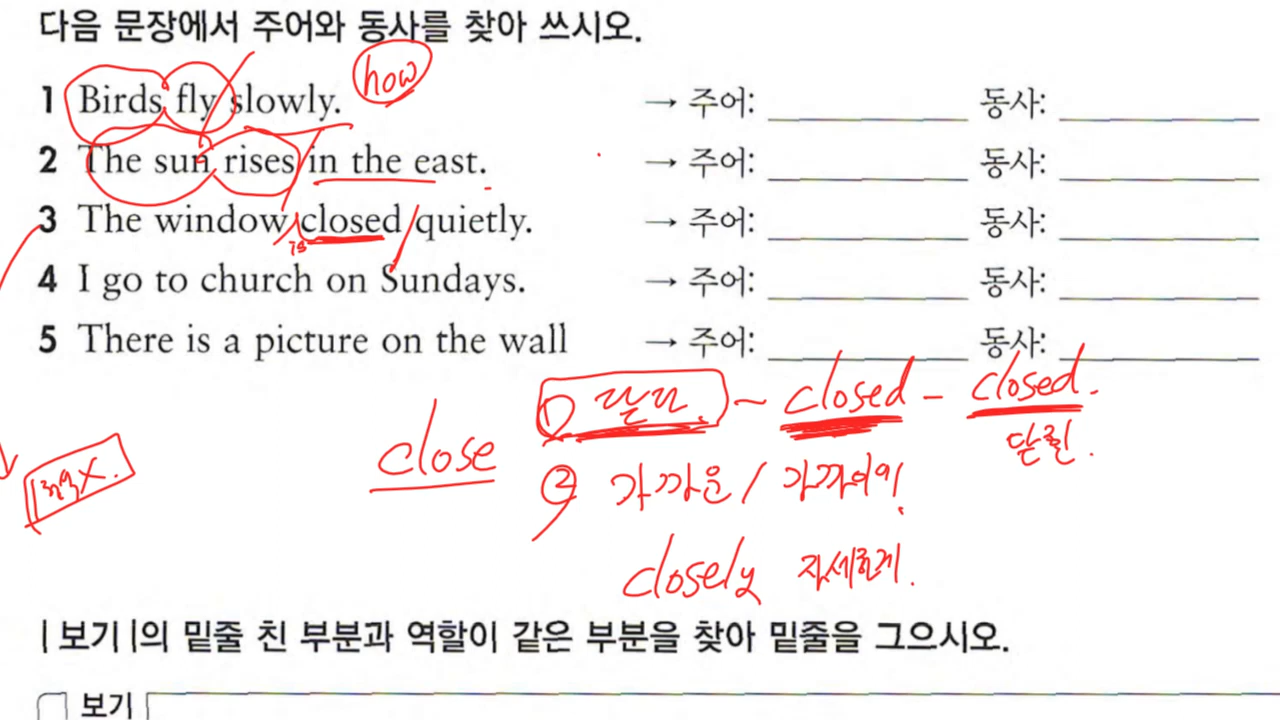 다음 문장에서 주어와 동사를 찾아 쓰시오.
how
1 Birds fly slowly. → 주어: 동사:
2 The sun rises in the east. → 주어: 동사:
3 The window closed quietly. → 주어: 동사:
4 I go to church on Sundays. → 주어: 동사:
5 There is a picture on the wall → 주어: 동사:
① 닫다. ~ closed - closed.
close 닫힌.
② 가까운 / 가까이
closely 자세하게.
| 보기 |의 밑줄 친 부분과 역할이 같은 부분을 찾아 밑줄을 그으시오.
보기